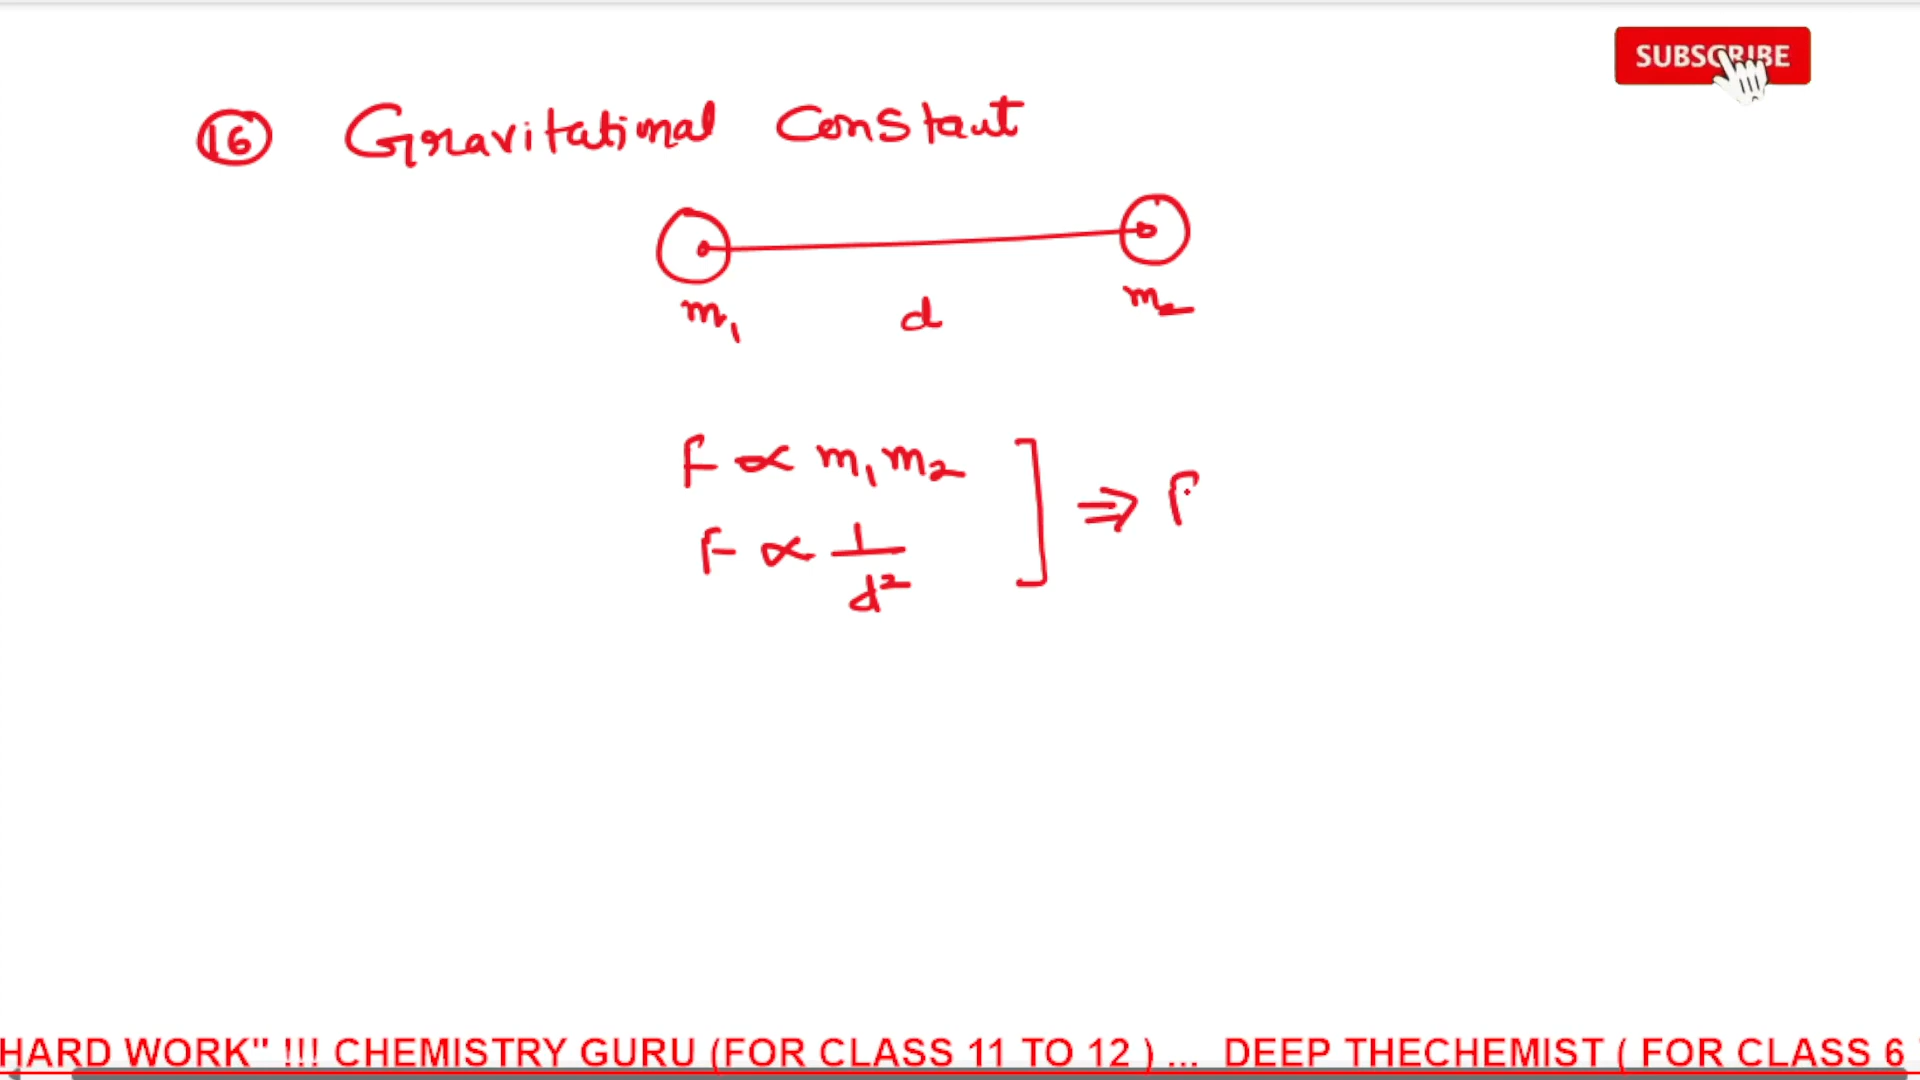 SUBSCRIBE
16 Gravitational Constant
m₁ d m₂
F ∝ m₁m₂
⇒ F
F ∝ 1/d²
HARD WORK" !!! CHEMISTRY GURU (FOR CLASS 11 TO 12 ) ... DEEP THECHEMIST ( FOR CLASS 6